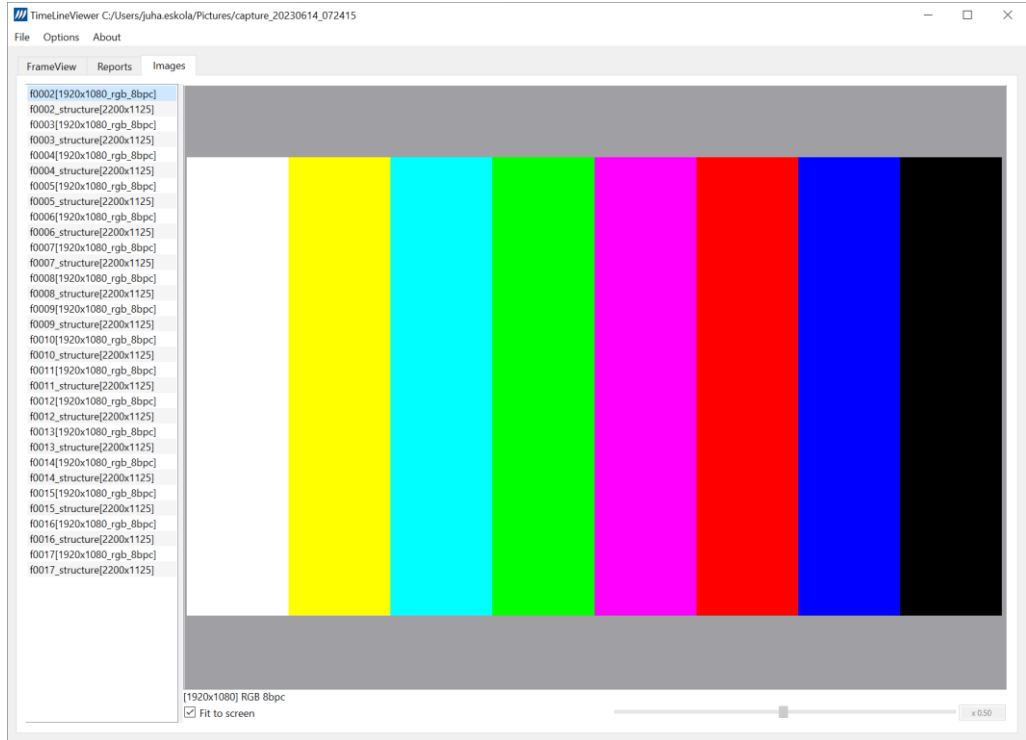 TimeLineViewer C:/Users/juha.eskola/Pictures/capture_20230614_072415
File Options About
FrameView Reports Images
f0002[1920x1080_rgb_8bpc]
f0002_structure[2200x1125]
f0003[1920x1080_rgb_8bpc]
f0003_structure[2200x1125]
f0004[1920x1080_rgb_8bpc]
f0004_structure[2200x1125]
f0005[1920x1080_rgb_8bpc]
f0005_structure[2200x1125]
f0006[1920x1080_rgb_8bpc]
f0006_structure[2200x1125]
f0007[1920x1080_rgb_8bpc]
f0007_structure[2200x1125]
f0008[1920x1080_rgb_8bpc]
f0008_structure[2200x1125]
f0009[1920x1080_rgb_8bpc]
f0009_structure[2200x1125]
f0010[1920x1080_rgb_8bpc]
f0010_structure[2200x1125]
f0011[1920x1080_rgb_8bpc]
f0011_structure[2200x1125]
f0012[1920x1080_rgb_8bpc]
f0012_structure[2200x1125]
f0013[1920x1080_rgb_8bpc]
f0013_structure[2200x1125]
f0014[1920x1080_rgb_8bpc]
f0014_structure[2200x1125]
f0015[1920x1080_rgb_8bpc]
f0015_structure[2200x1125]
f0016[1920x1080_rgb_8bpc]
f0016_structure[2200x1125]
f0017[1920x1080_rgb_8bpc]
f0017_structure[2200x1125]
[1920x1080] RGB 8bpc
Fit to screen
x 0.50